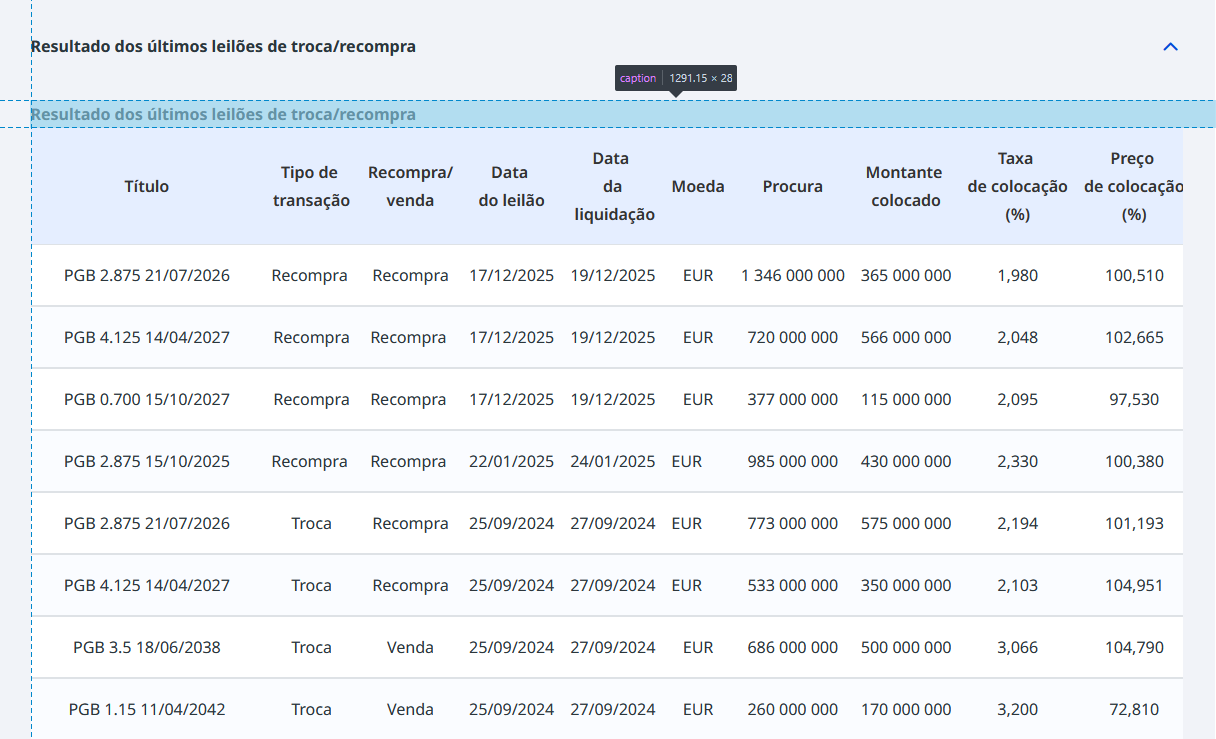 Resultado dos últimos leilões de troca/recompra
caption 1291.15 × 28
Resultado dos últimos leilões de troca/recompra
Título Tipo de transação Recompra/ venda Data do leilão Data da liquidação Moeda Procura Montante colocado Taxa de colocação (%) Preço de colocação (%)
PGB 2.875 21/07/2026 Recompra Recompra 17/12/2025 19/12/2025 EUR 1 346 000 000 365 000 000 1,980 100,510
PGB 4.125 14/04/2027 Recompra Recompra 17/12/2025 19/12/2025 EUR 720 000 000 566 000 000 2,048 102,665
PGB 0.700 15/10/2027 Recompra Recompra 17/12/2025 19/12/2025 EUR 377 000 000 115 000 000 2,095 97,530
PGB 2.875 15/10/2025 Recompra Recompra 22/01/2025 24/01/2025 EUR 985 000 000 430 000 000 2,330 100,380
PGB 2.875 21/07/2026 Troca Recompra 25/09/2024 27/09/2024 EUR 773 000 000 575 000 000 2,194 101,193
PGB 4.125 14/04/2027 Troca Recompra 25/09/2024 27/09/2024 EUR 533 000 000 350 000 000 2,103 104,951
PGB 3.5 18/06/2038 Troca Venda 25/09/2024 27/09/2024 EUR 686 000 000 500 000 000 3,066 104,790
PGB 1.15 11/04/2042 Troca Venda 25/09/2024 27/09/2024 EUR 260 000 000 170 000 000 3,200 72,810